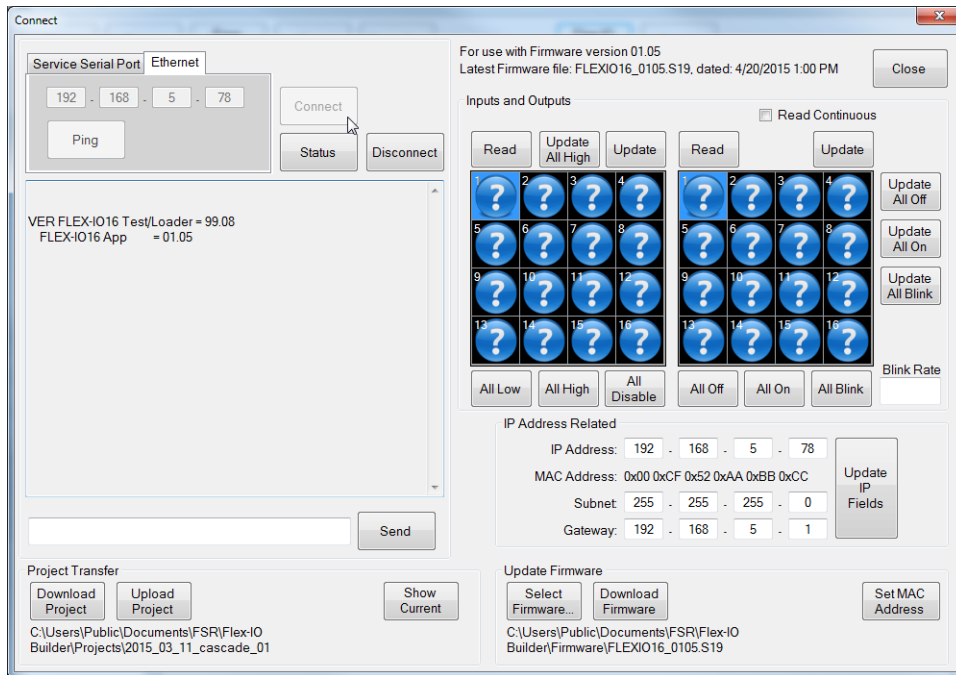 Connect
Service Serial Port
Ethernet
192 . 168 . 5 . 78
Ping
Connect
Status
Disconnect
VER FLEX-IO16 Test/Loader = 99.08
FLEX-IO16 App = 01.05
Send
For use with Firmware version 01.05
Latest Firmware file: FLEXIO16_0105.S19, dated: 4/20/2015 1:00 PM
Close
Inputs and Outputs
Read Continuous
Read
Update
All High
Update
Read
Update
1 2 3 4
5 6 7 8
9 10 11 12
13 14 15 16
1 2 3 4
5 6 7 8
9 10 11 12
13 14 15 16
Update
All Off
Update
All On
Update
All Blink
All Low
All High
All
Disable
All Off
All On
All Blink
Blink Rate
IP Address Related
IP Address: 192 . 168 . 5 . 78
MAC Address: 0x00 0xCF 0x52 0xAA 0xBB 0xCC
Subnet: 255 . 255 . 255 . 0
Gateway: 192 . 168 . 5 . 1
Update
IP
Fields
Project Transfer
Download
Project
Upload
Project
Show
Current
C:\Users\Public\Documents\FSR\Flex-IO
Builder\Projects\2015_03_11_cascade_01
Update Firmware
Select
Firmware...
Download
Firmware
Set MAC
Address
C:\Users\Public\Documents\FSR\Flex-IO
Builder\Firmware\FLEXIO16_0105.S19